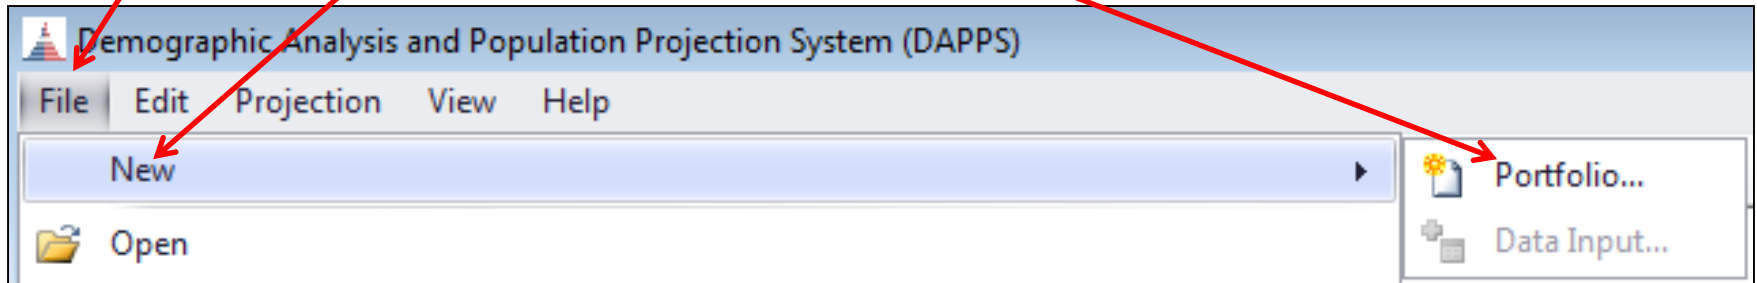 Demographic Analysis and Population Projection System (DAPPS)
File Edit Projection View Help
New
Portfolio...
Open
Data Input...